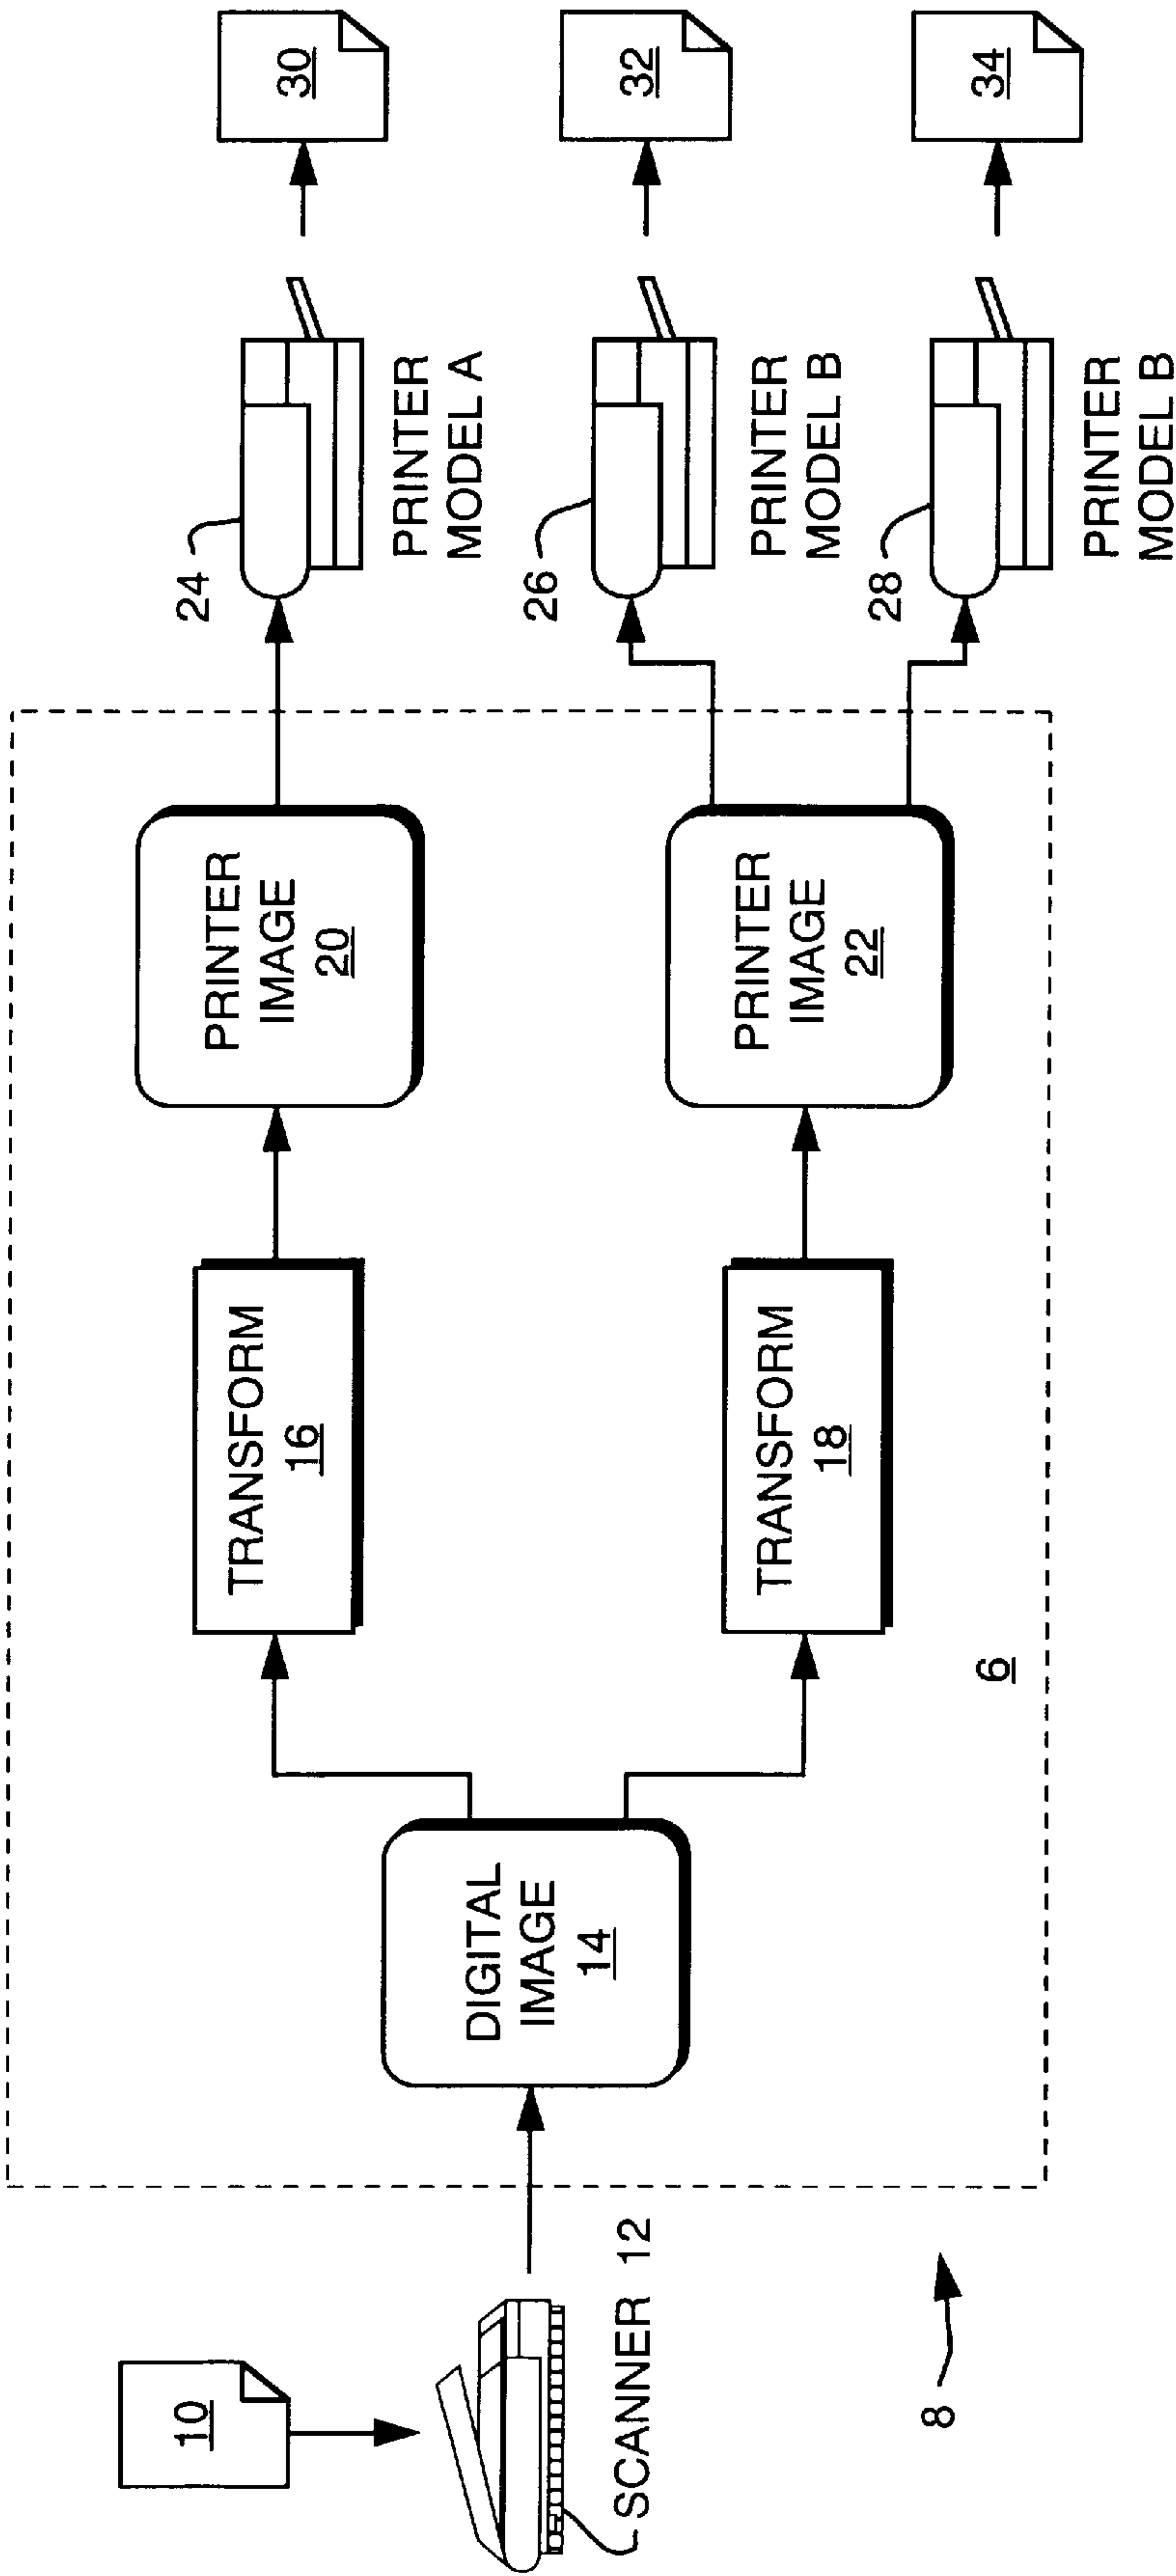 10
SCANNER 12
8
DIGITAL
IMAGE
14
TRANSFORM
16
TRANSFORM
18
6
PRINTER
IMAGE
20
PRINTER
IMAGE
22
24
PRINTER
MODEL A
26
PRINTER
MODEL B
28
PRINTER
MODEL B
30
32
34